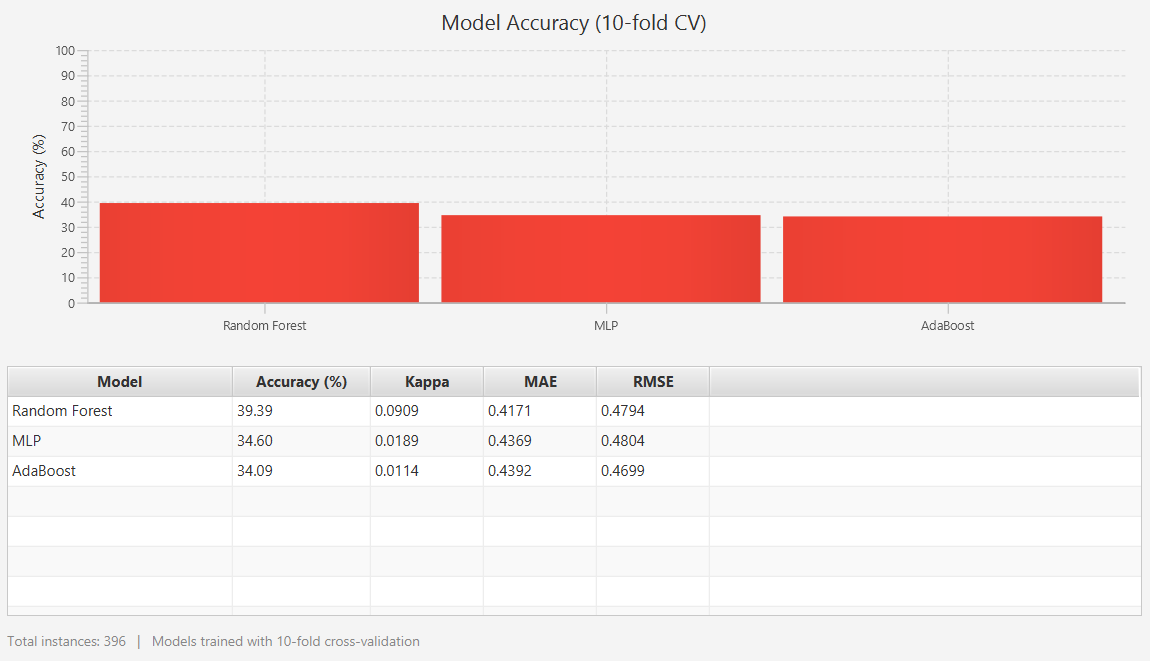 Model Accuracy (10-fold CV)
Accuracy (%)
100
90
80
70
60
50
40
30
20
10
0
Random Forest MLP AdaBoost
Model Accuracy (%) Kappa MAE RMSE
Random Forest 39.39 0.0909 0.4171 0.4794
MLP 34.60 0.0189 0.4369 0.4804
AdaBoost 34.09 0.0114 0.4392 0.4699
Total instances: 396 | Models trained with 10-fold cross-validation